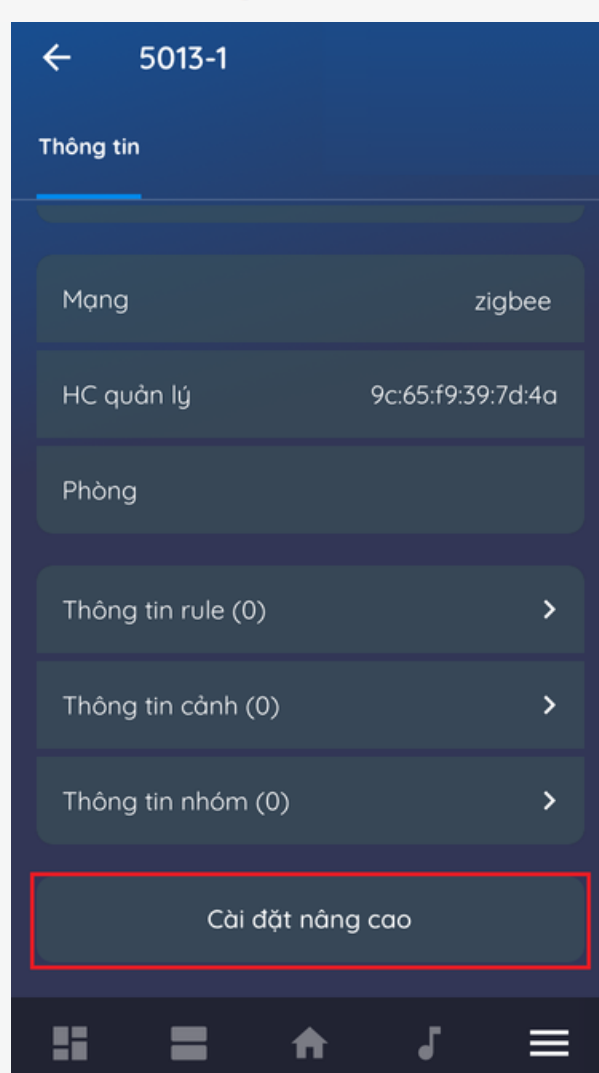 5013-1
Thông tin
Mạng zigbee
HC quản lý 9c:65:f9:39:7d:4a
Phòng
Thông tin rule (0)
Thông tin cảnh (0)
Thông tin nhóm (0)
Cài đặt nâng cao